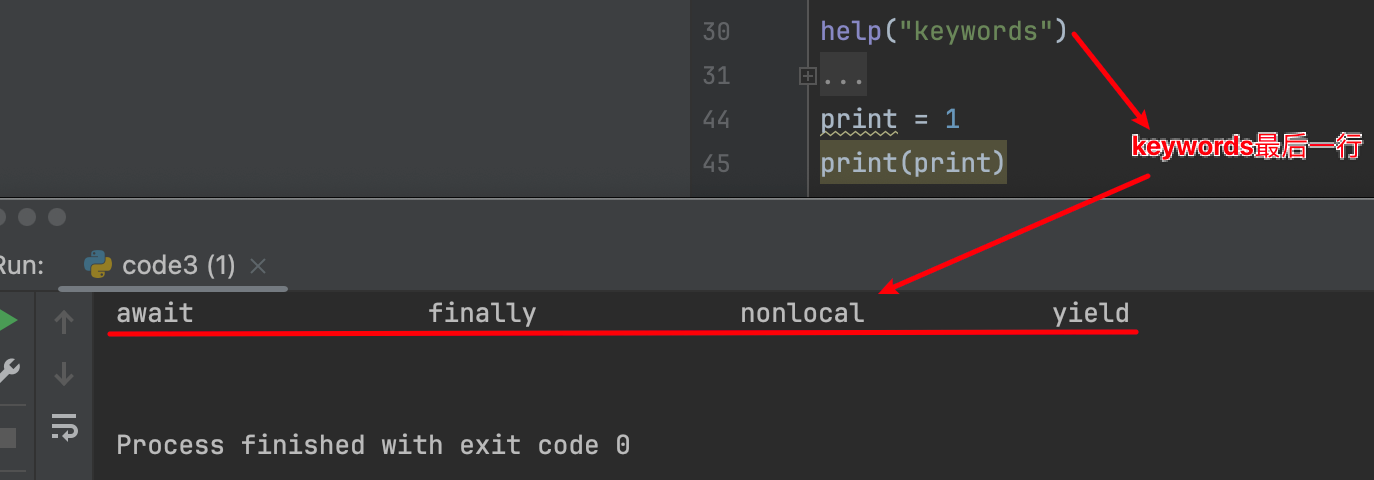 30 help("keywords")
31 ...
44 print = 1
keywords最后一行
45 print(print)
Run: code3 (1)
await finally nonlocal yield
Process finished with exit code 0